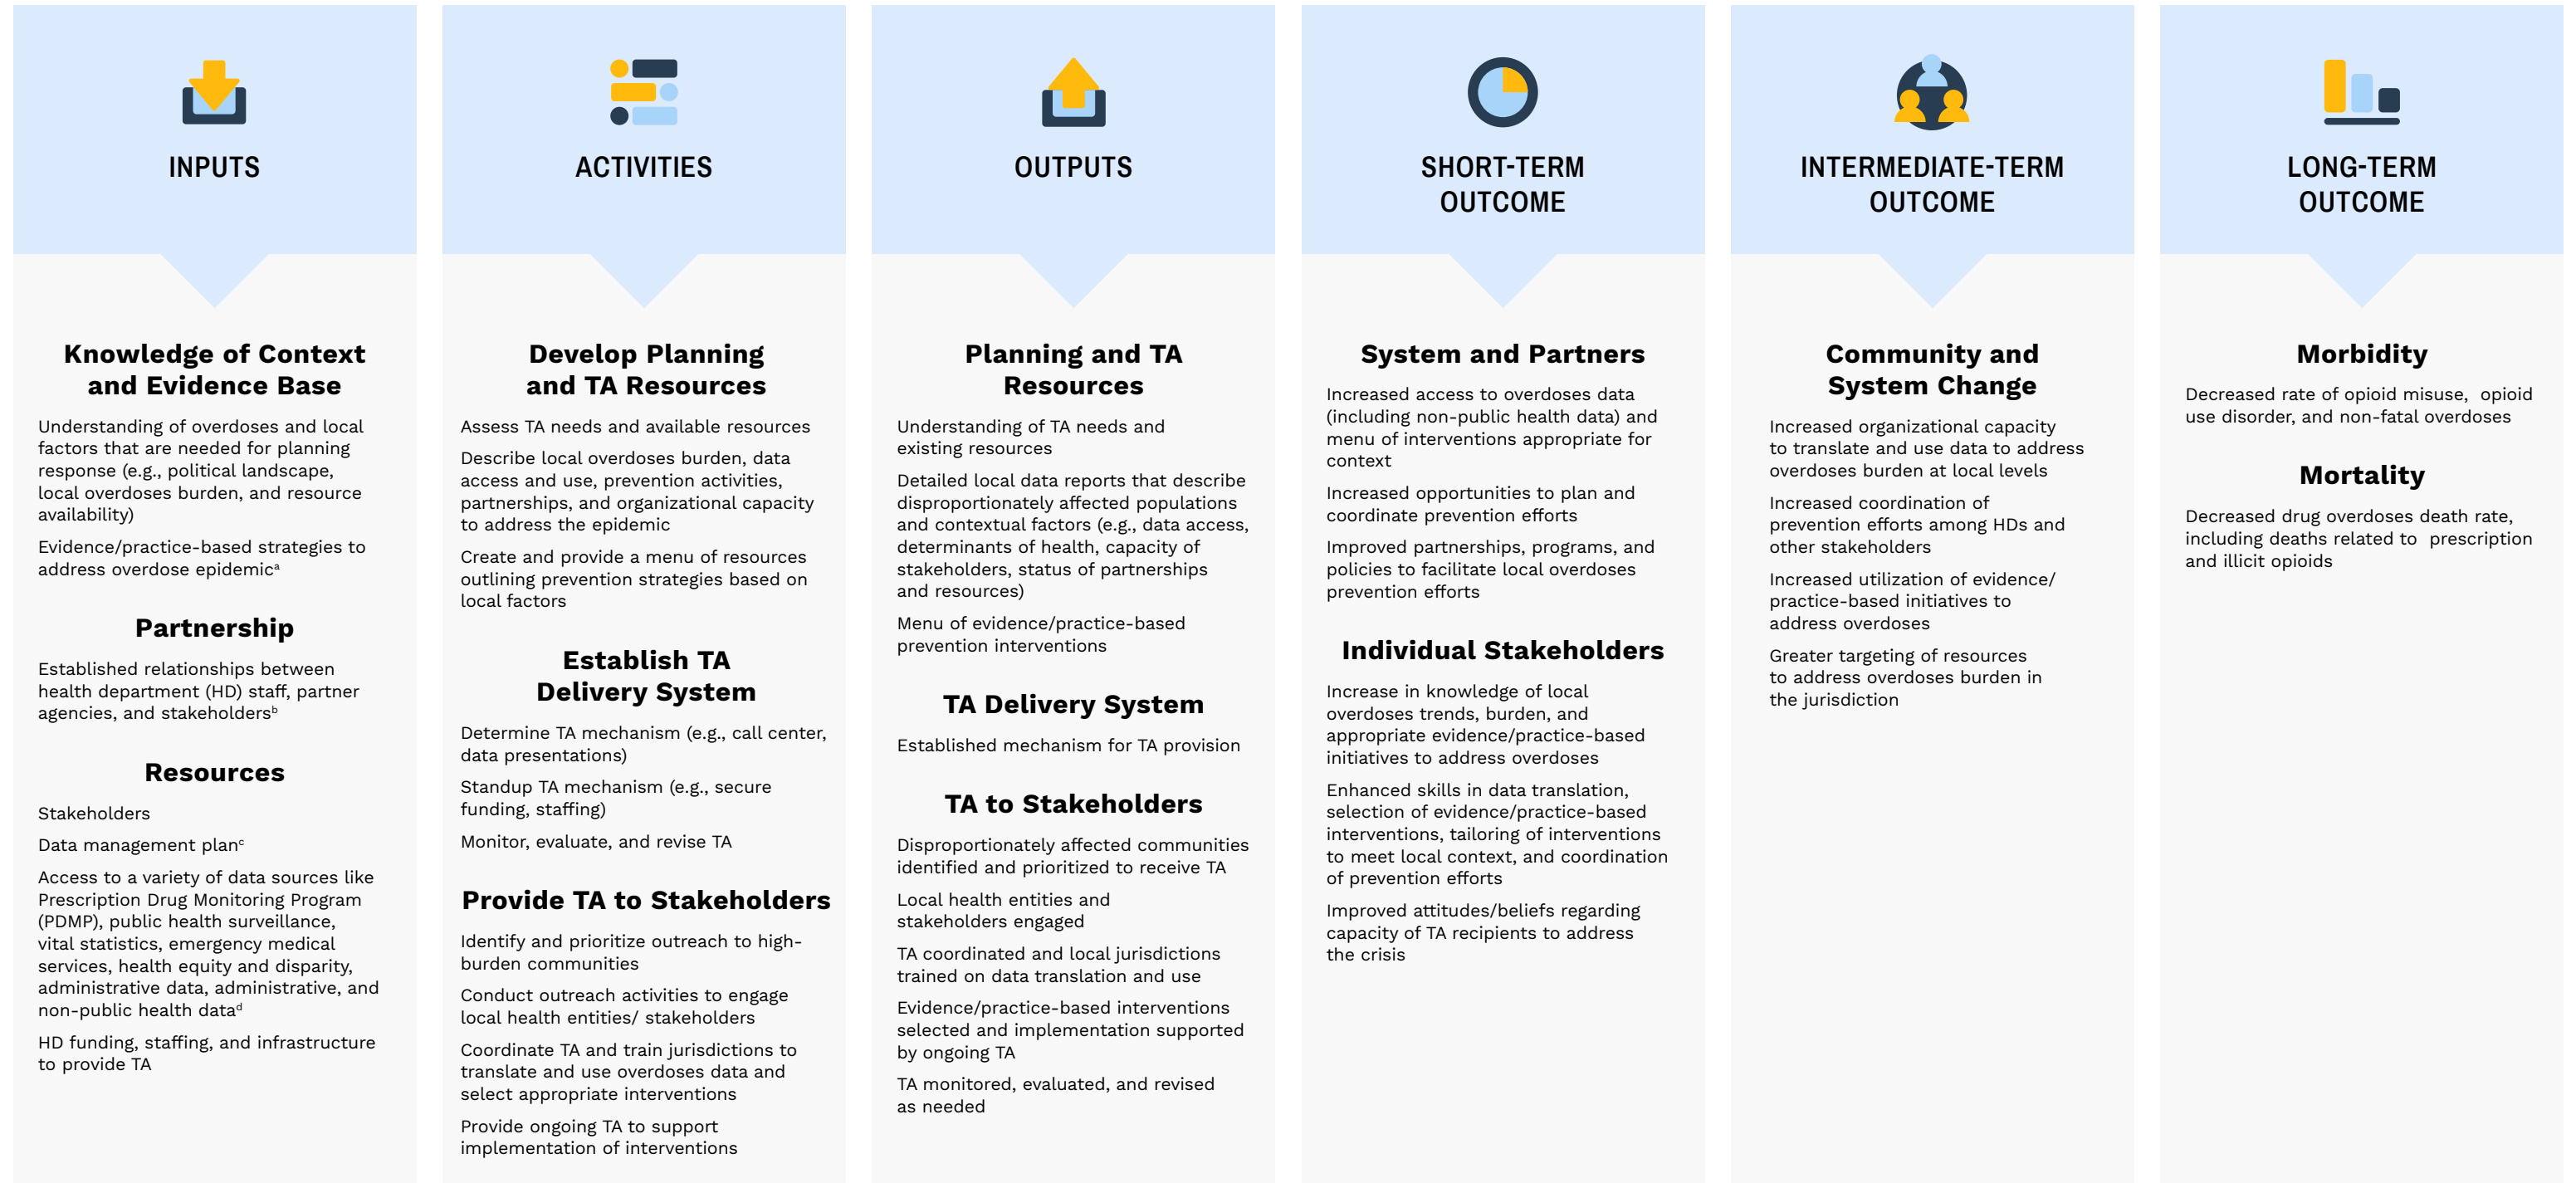 INPUTS
Knowledge of Context
and Evidence Base
Understanding of overdoses and local
factors that are needed for planning
response (e.g., political landscape,
local overdoses burden, and resource
availability)
Evidence/practice-based strategies to
address overdose epidemicᵃ
Partnership
Established relationships between
health department (HD) staff, partner
agencies, and stakeholdersᵇ
Resources
Stakeholders
Data management planᶜ
Access to a variety of data sources like
Prescription Drug Monitoring Program
(PDMP), public health surveillance,
vital statistics, emergency medical
services, health equity and disparity,
administrative data, administrative, and
non-public health dataᵈ
HD funding, staffing, and infrastructure
to provide TA
ACTIVITIES
Develop Planning
and TA Resources
Assess TA needs and available resources
Describe local overdoses burden, data
access and use, prevention activities,
partnerships, and organizational capacity
to address the epidemic
Create and provide a menu of resources
outlining prevention strategies based on
local factors
Establish TA
Delivery System
Determine TA mechanism (e.g., call center,
data presentations)
Standup TA mechanism (e.g., secure
funding, staffing)
Monitor, evaluate, and revise TA
Provide TA to Stakeholders
Identify and prioritize outreach to high-
burden communities
Conduct outreach activities to engage
local health entities/ stakeholders
Coordinate TA and train jurisdictions to
translate and use overdoses data and
select appropriate interventions
Provide ongoing TA to support
implementation of interventions
OUTPUTS
Planning and TA
Resources
Understanding of TA needs and
existing resources
Detailed local data reports that describe
disproportionately affected populations
and contextual factors (e.g., data access,
determinants of health, capacity of
stakeholders, status of partnerships
and resources)
Menu of evidence/practice-based
prevention interventions
TA Delivery System
Established mechanism for TA provision
TA to Stakeholders
Disproportionately affected communities
identified and prioritized to receive TA
Local health entities and
stakeholders engaged
TA coordinated and local jurisdictions
trained on data translation and use
Evidence/practice-based interventions
selected and implementation supported
by ongoing TA
TA monitored, evaluated, and revised
as needed
SHORT-TERM
OUTCOME
System and Partners
Increased access to overdoses data
(including non-public health data) and
menu of interventions appropriate for
context
Increased opportunities to plan and
coordinate prevention efforts
Improved partnerships, programs, and
policies to facilitate local overdoses
prevention efforts
Individual Stakeholders
Increase in knowledge of local
overdoses trends, burden, and
appropriate evidence/practice-based
initiatives to address overdoses
Enhanced skills in data translation,
selection of evidence/practice-based
interventions, tailoring of interventions
to meet local context, and coordination
of prevention efforts
Improved attitudes/beliefs regarding
capacity of TA recipients to address
the crisis
INTERMEDIATE-TERM
OUTCOME
Community and
System Change
Increased organizational capacity
to translate and use data to address
overdoses burden at local levels
Increased coordination of
prevention efforts among HDs and
other stakeholders
Increased utilization of evidence/
practice-based initiatives to
address overdoses
Greater targeting of resources
to address overdoses burden in
the jurisdiction
LONG-TERM
OUTCOME
Morbidity
Decreased rate of opioid misuse,  opioid
use disorder, and non-fatal overdoses
Mortality
Decreased drug overdoses death rate,
including deaths related to  prescription
and illicit opioids